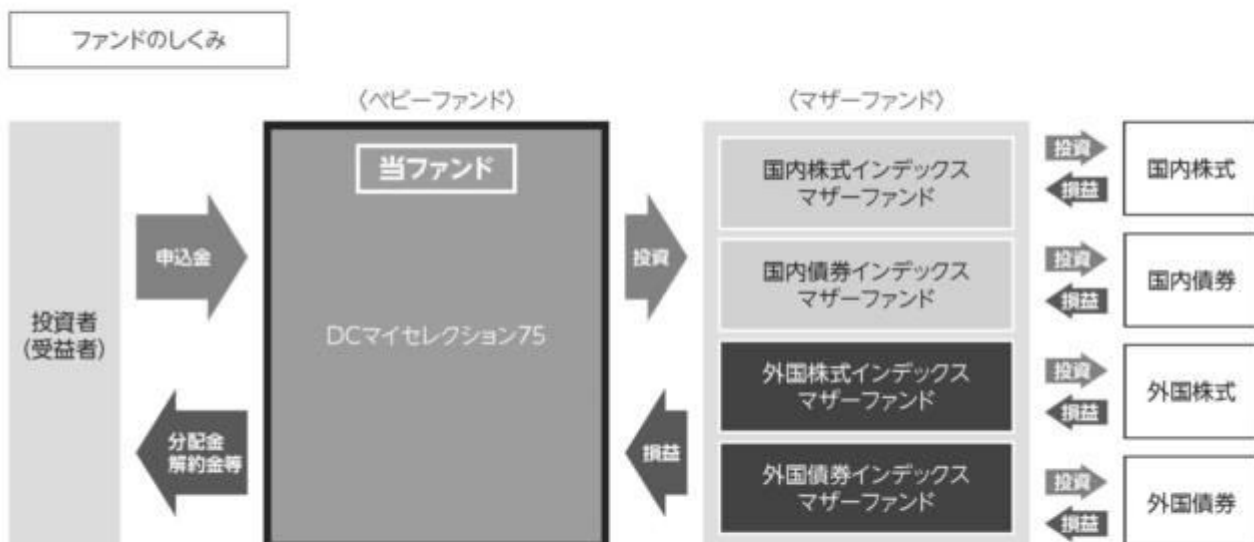 ファンドのしくみ
〈ベビーファンド〉
〈マザーファンド〉
投資者
(受益者)
申込金
分配金
解約金等
当ファンド
DCマイセレクション75
投資
損益
国内株式インデックス
マザーファンド
国内債券インデックス
マザーファンド
外国株式インデックス
マザーファンド
外国債券インデックス
マザーファンド
投資
損益
国内株式
投資
損益
国内債券
投資
損益
外国株式
投資
損益
外国債券